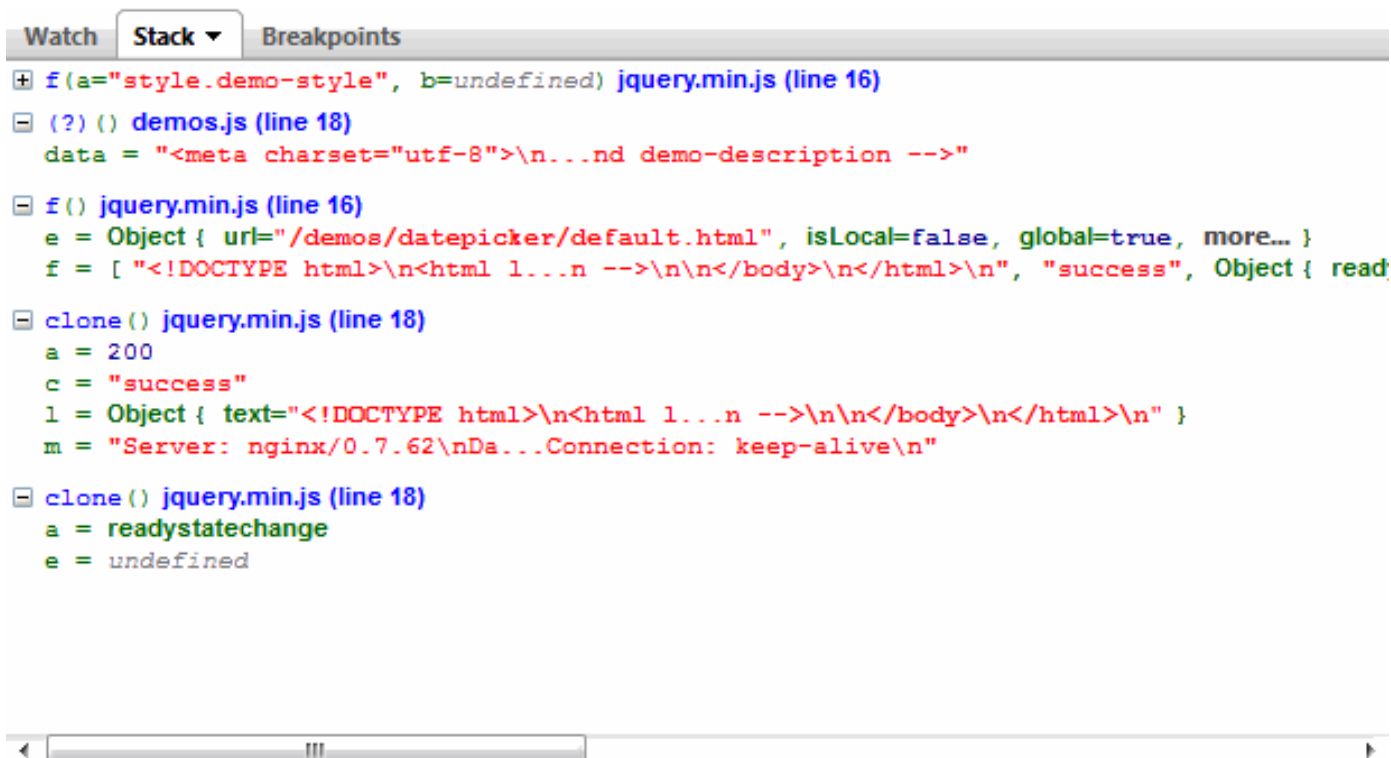 Watch Stack ▼ Breakpoints
f(a="style.demo-style", b=undefined) jquery.min.js (line 16)
(?)() demos.js (line 18)
data = "<meta charset="utf-8">\n...nd demo-description -->"
f() jquery.min.js (line 16)
e = Object { url="/demos/datepicker/default.html", isLocal=false, global=true, more... }
f = [ "<!DOCTYPE html>\n<html l...n -->\n\n</body>\n</html>\n", "success", Object { ready
clone() jquery.min.js (line 18)
a = 200
c = "success"
l = Object { text="<!DOCTYPE html>\n<html l...n -->\n\n</body>\n</html>\n" }
m = "Server: nginx/0.7.62\nDa...Connection: keep-alive\n"
clone() jquery.min.js (line 18)
a = readystatechange
e = undefined